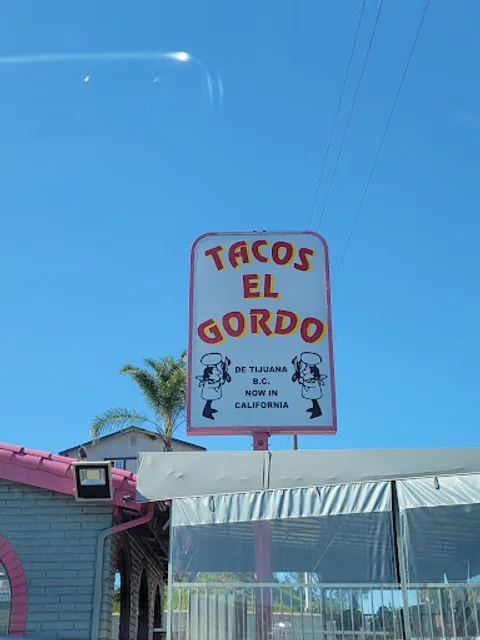 TACOS
EL
GORDO
DE TIJUANA
B.C.
NOW IN
CALIFORNIA